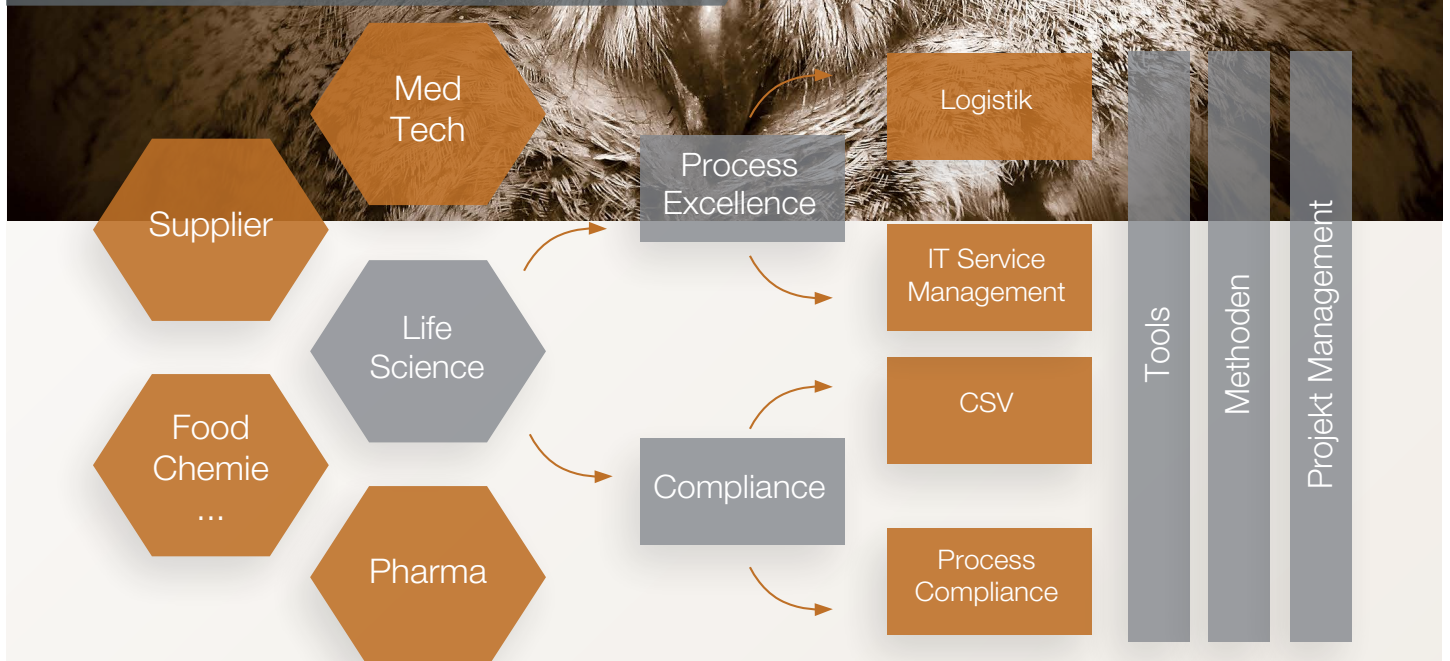 Med
Tech
Supplier
Life
Science
Food
Chemie
...
Pharma
Process
Excellence
Compliance
Logistik
IT Service
Management
CSV
Process
Compliance
Tools
Methoden
Projekt Management